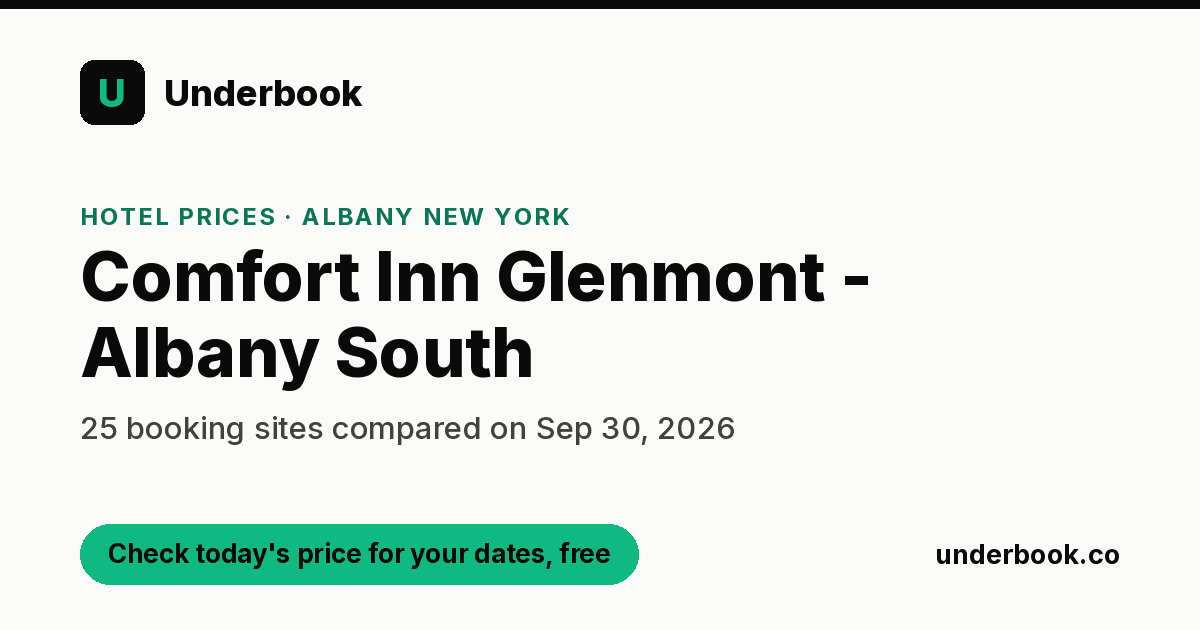 U Underbook
HOTEL PRICES · ALBANY NEW YORK
Comfort Inn Glenmont -
Albany South
25 booking sites compared on Sep 30, 2026
Check today's price for your dates, free
underbook.co